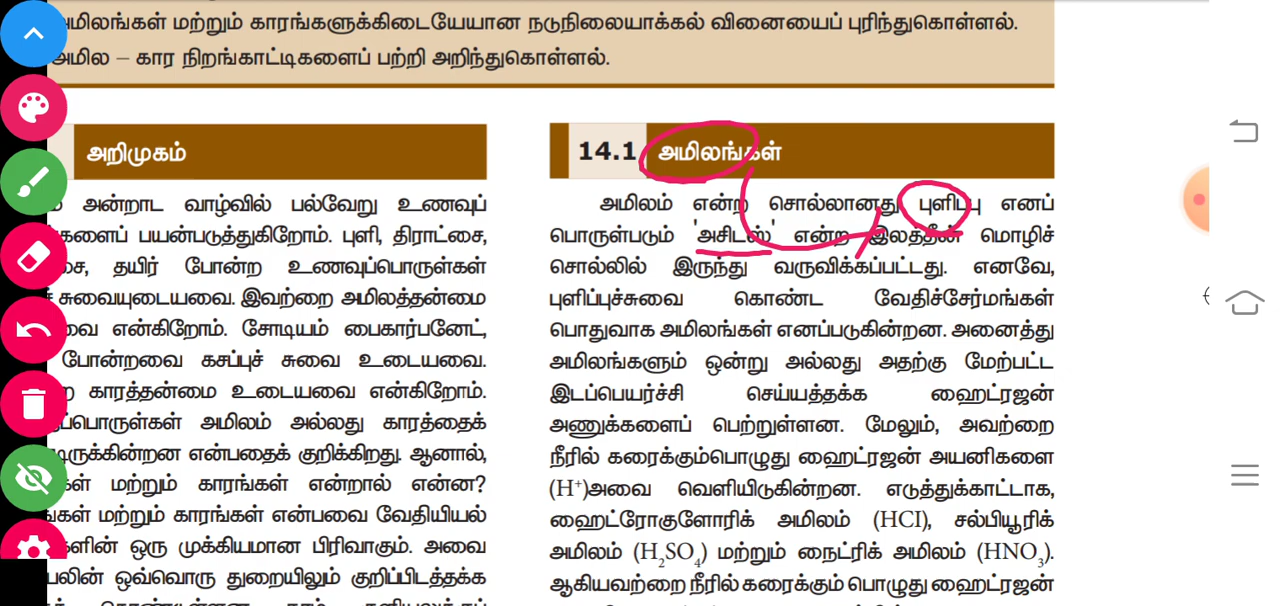 அமிலங்கள் மற்றும் காரங்களுக்கிடையேயான நடுநிலையாக்கல் வினையைப் புரிந்துகொள்ளல்.
அமில – கார நிறங்காட்டிகளைப் பற்றி அறிந்துகொள்ளல்.
அறிமுகம்
அன்றாட வாழ்வில் பல்வேறு உணவுப்
பயன்படுத்துகிறோம். புளி, திராட்சை,
தயிர் போன்ற உணவுப்பொருள்கள்
சுவையுடையவை. இவற்றை அமிலத்தன்மை
என்கிறோம். சோடியம் பைகார்பனேட்,
போன்றவை கசப்புச் சுவை உடையவை.
காரத்தன்மை உடையவை என்கிறோம்.
அமிலம் அல்லது காரத்தைக்
என்பதைக் குறிக்கிறது. ஆனால்,
மற்றும் காரங்கள் என்றால் என்ன?
மற்றும் காரங்கள் என்பவை வேதியியல்
ஒரு முக்கியமான பிரிவாகும். அவை
ஒவ்வொரு துறையிலும் குறிப்பிடத்தக்க
14.1 அமிலங்கள்
அமிலம் என்ற சொல்லானது புளிப்பு எனப்
பொருள்படும் 'அசிடஸ்' என்ற இலத்தீன் மொழிச்
சொல்லில் இருந்து வருவிக்கப்பட்டது. எனவே,
புளிப்புச்சுவை கொண்ட வேதிச்சேர்மங்கள்
பொதுவாக அமிலங்கள் எனப்படுகின்றன. அனைத்து
அமிலங்களும் ஒன்று அல்லது அதற்கு மேற்பட்ட
இடப்பெயர்ச்சி செய்யத்தக்க ஹைட்ரஜன்
அணுக்களைப் பெற்றுள்ளன. மேலும், அவற்றை
நீரில் கரைக்கும்பொழுது ஹைட்ரஜன் அயனிகளை
(H⁺)அவை வெளியிடுகின்றன. எடுத்துக்காட்டாக,
ஹைட்ரோகுளோரிக் அமிலம் (HCI), சல்பியூரிக்
அமிலம் (H₂SO₄) மற்றும் நைட்ரிக் அமிலம் (HNO₃).
ஆகியவற்றை நீரில் கரைக்கும் பொழுது ஹைட்ரஜன்